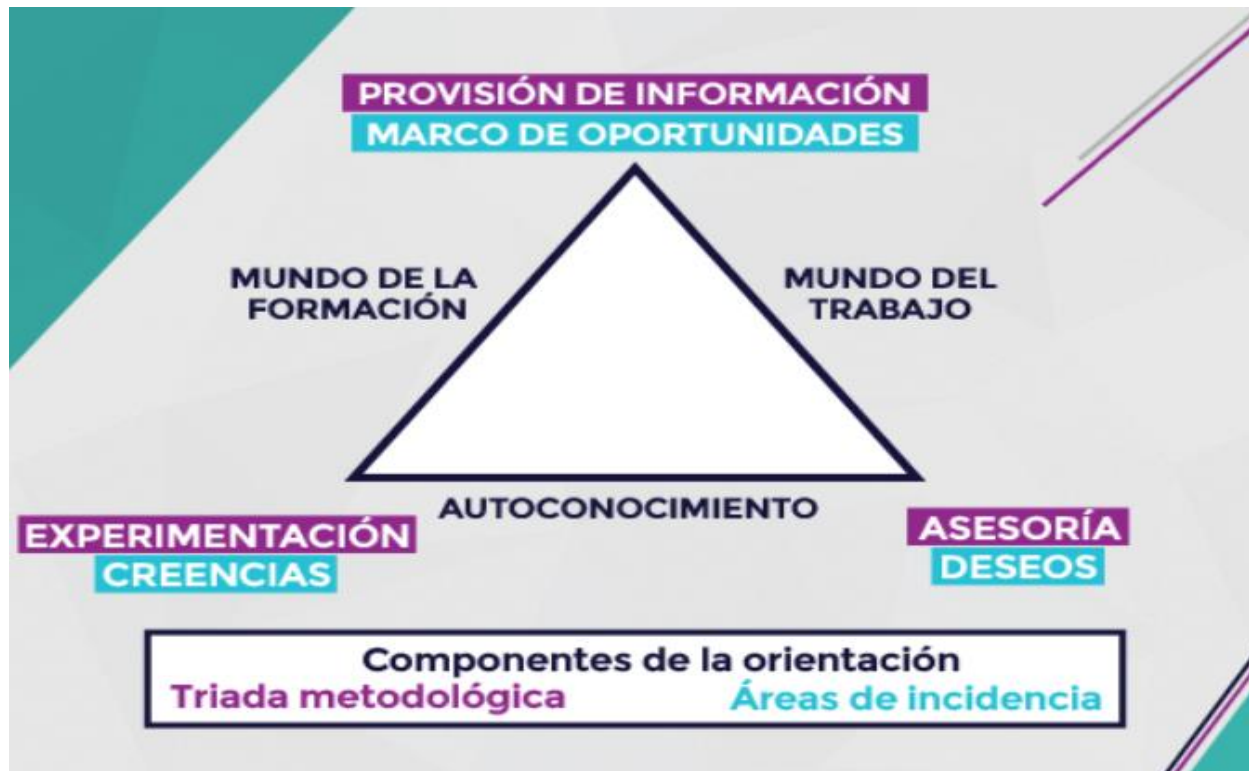 PROVISIÓN DE INFORMACIÓN
MARCO DE OPORTUNIDADES
MUNDO DE LA
FORMACIÓN
MUNDO DEL
TRABAJO
AUTOCONOCIMIENTO
EXPERIMENTACIÓN
CREENCIAS
ASESORÍA
DESEOS
Componentes de la orientación
Triada metodológica
Áreas de incidencia